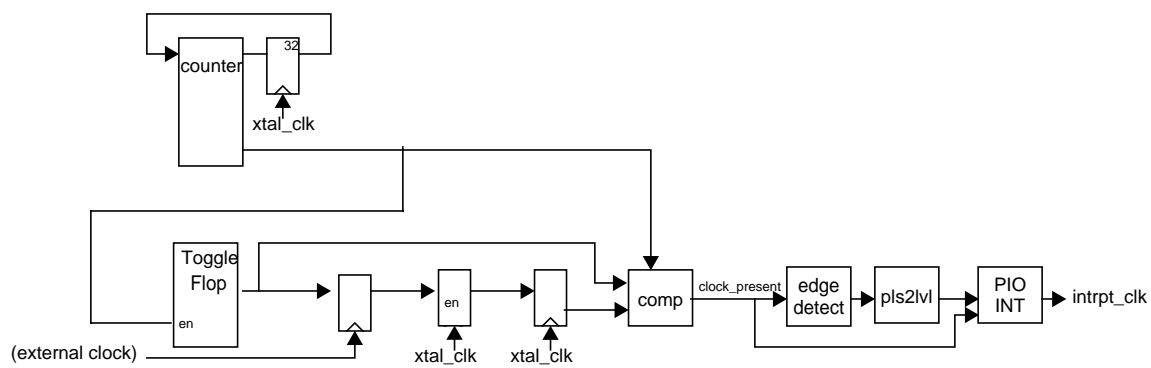 32
counter
xtal_clk
Toggle
Flop
en
en
comp
clock_present
edge
detect
pls2lvl
PIO
INT
intrpt_clk
(external clock)
xtal_clk
xtal_clk